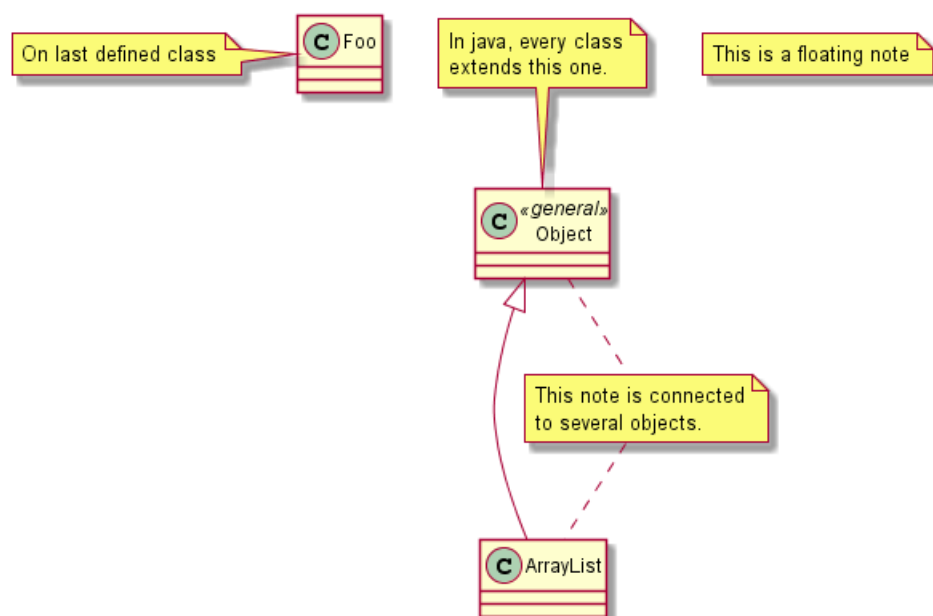 On last defined class
C Foo
In java, every class
extends this one.
This is a floating note
C «general»
Object
This note is connected
to several objects.
C ArrayList